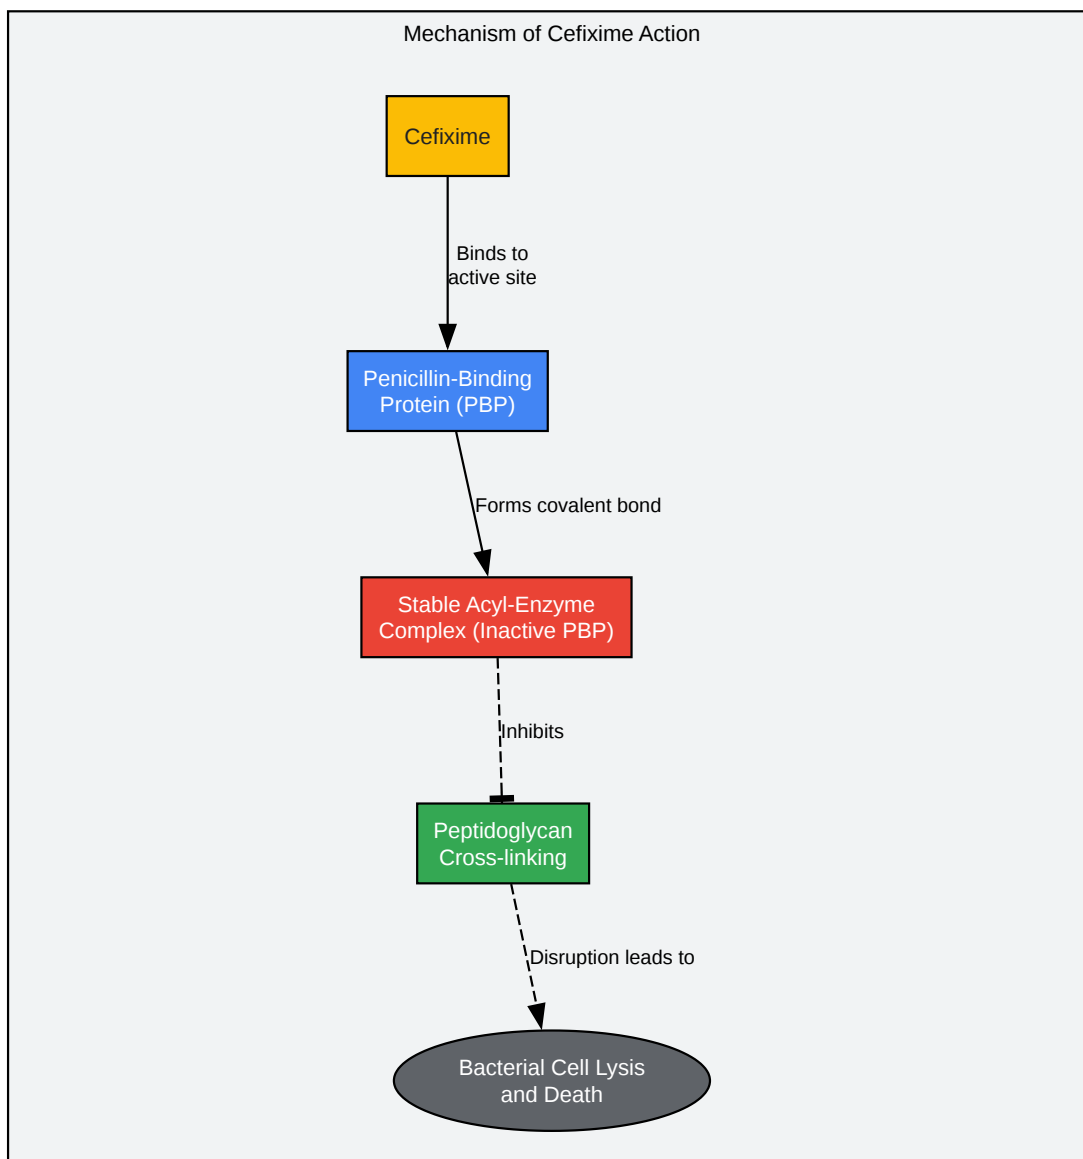 Mechanism of Cefixime Action
Cefixime
Binds to
active site
Penicillin-Binding
Protein (PBP)
Forms covalent bond
Stable Acyl-Enzyme
Complex (Inactive PBP)
Inhibits
Peptidoglycan
Cross-linking
Disruption leads to
Bacterial Cell Lysis
and Death